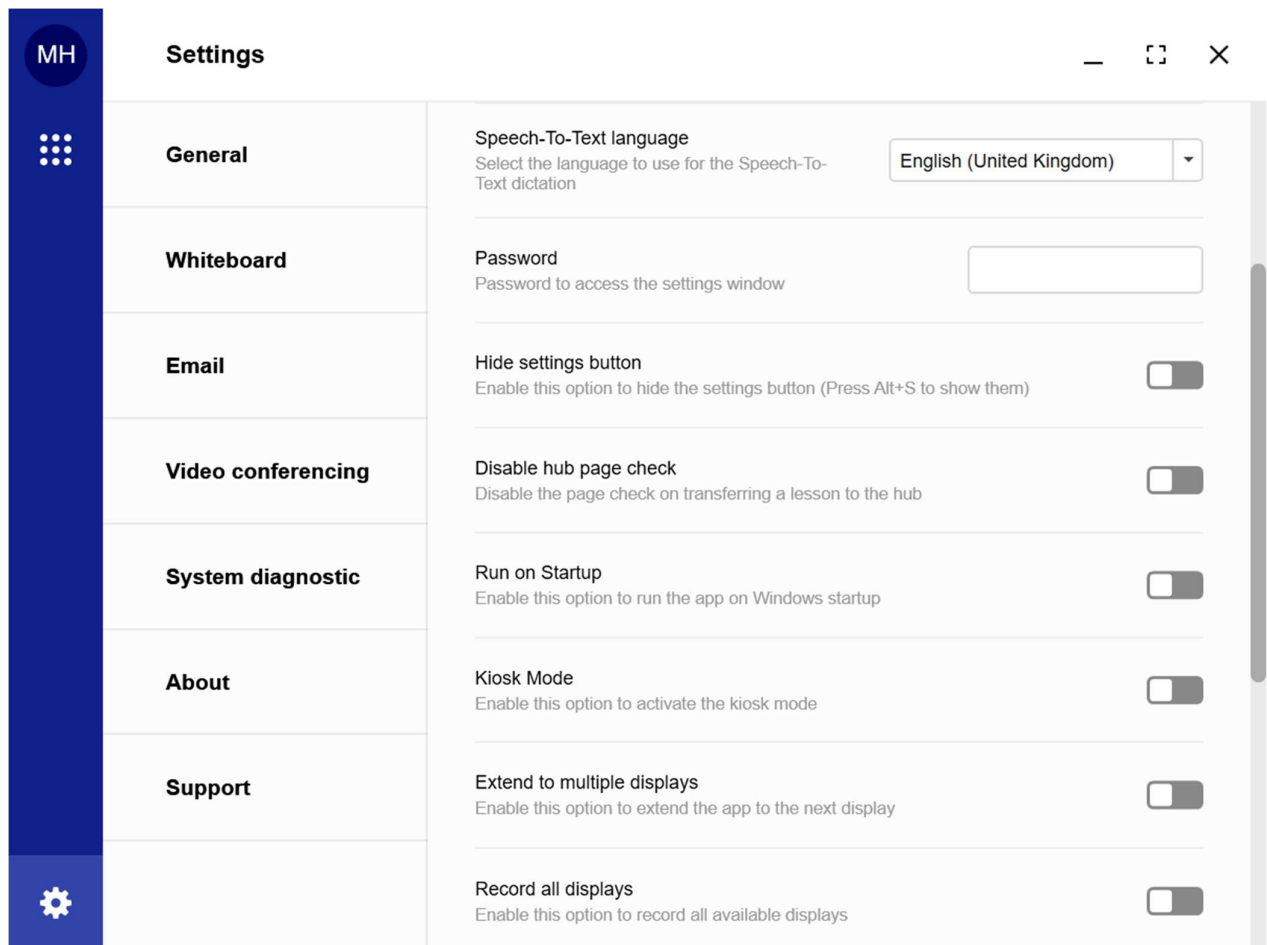 MH
Settings
General
Whiteboard
Email
Video conferencing
System diagnostic
About
Support
Speech-To-Text language
Select the language to use for the Speech-To-
Text dictation
English (United Kingdom)
Password
Password to access the settings window
Hide settings button
Enable this option to hide the settings button (Press Alt+S to show them)
Disable hub page check
Disable the page check on transferring a lesson to the hub
Run on Startup
Enable this option to run the app on Windows startup
Kiosk Mode
Enable this option to activate the kiosk mode
Extend to multiple displays
Enable this option to extend the app to the next display
Record all displays
Enable this option to record all available displays